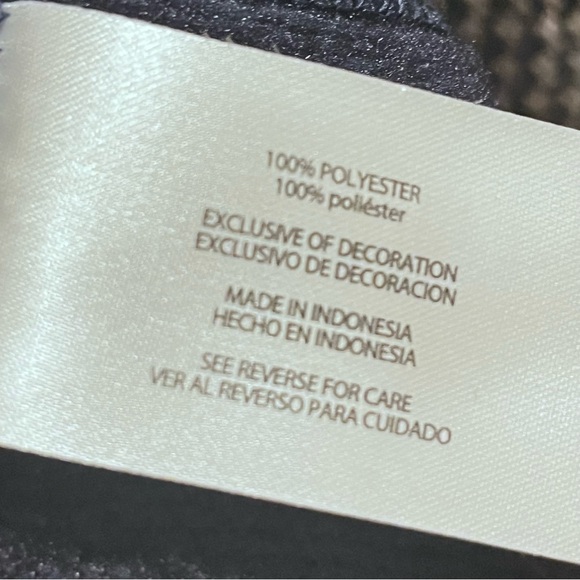 100% POLYESTER
100% poliéster
EXCLUSIVE OF DECORATION
EXCLUSIVO DE DECORACION
MADE IN INDONESIA
HECHO EN INDONESIA
SEE REVERSE FOR CARE
VER AL REVERSO PARA CUIDADO